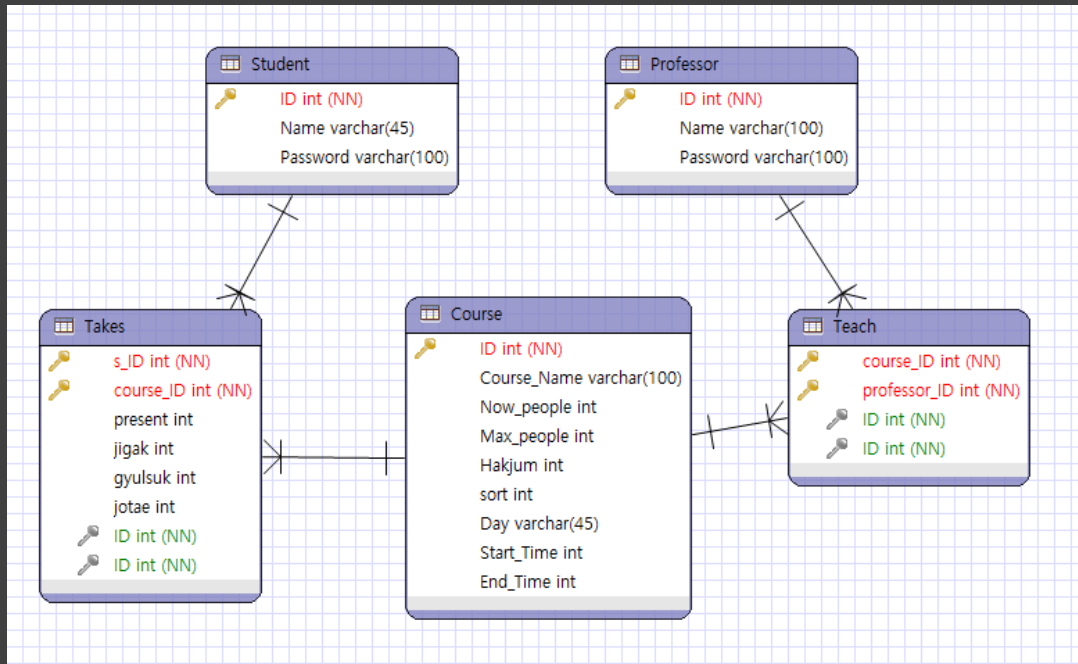 Student
ID int (NN)
Name varchar(45)
Password varchar(100)
Professor
ID int (NN)
Name varchar(100)
Password varchar(100)
Takes
s_ID int (NN)
course_ID int (NN)
present int
jigak int
gyulsuk int
jotae int
ID int (NN)
ID int (NN)
Course
ID int (NN)
Course_Name varchar(100)
Now_people int
Max_people int
Hakjum int
sort int
Day varchar(45)
Start_Time int
End_Time int
Teach
course_ID int (NN)
professor_ID int (NN)
ID int (NN)
ID int (NN)